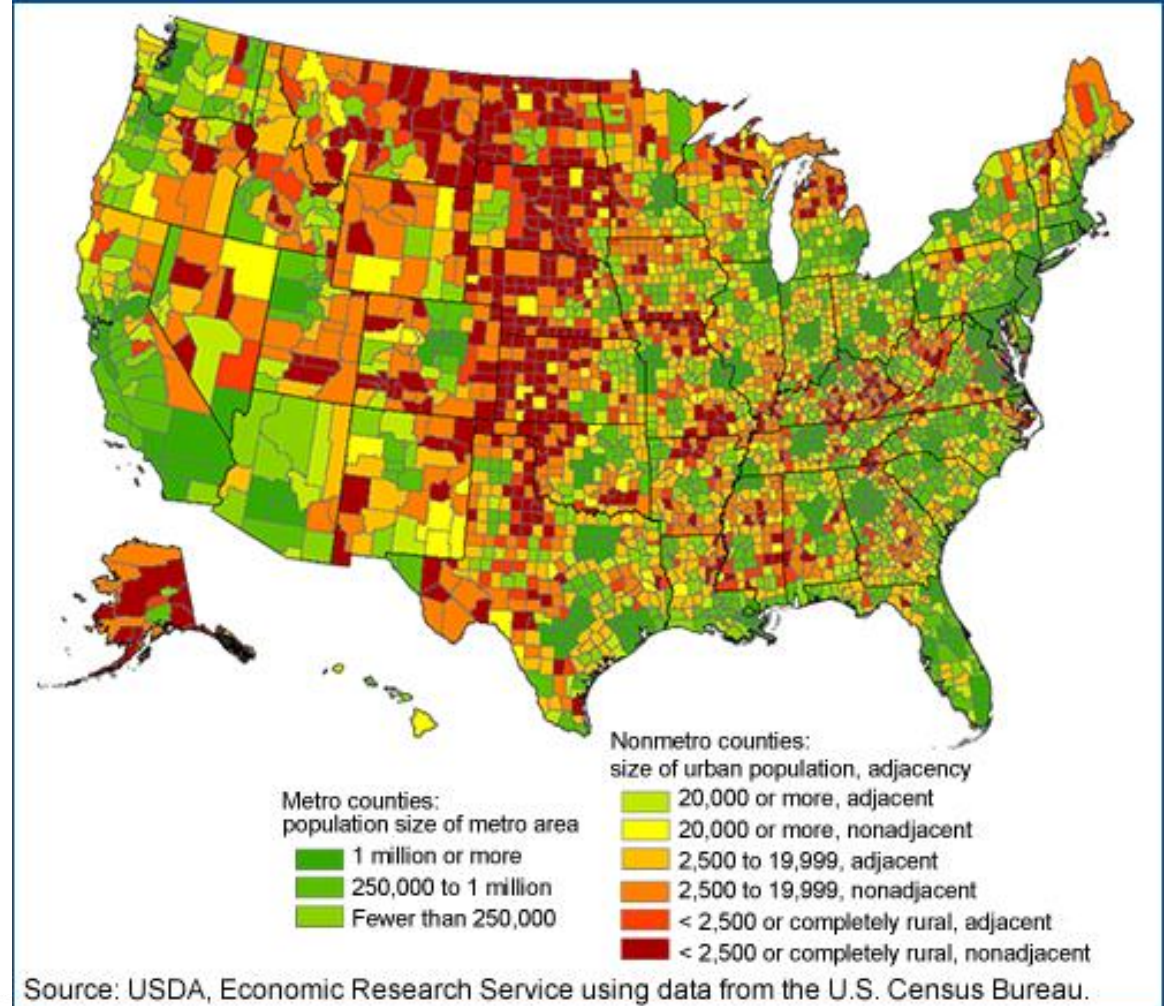 Metro counties:
population size of metro area
1 million or more
250,000 to 1 million
Fewer than 250,000
Nonmetro counties:
size of urban population, adjacency
20,000 or more, adjacent
20,000 or more, nonadjacent
2,500 to 19,999, adjacent
2,500 to 19,999, nonadjacent
< 2,500 or completely rural, adjacent
< 2,500 or completely rural, nonadjacent
Source: USDA, Economic Research Service using data from the U.S. Census Bureau.